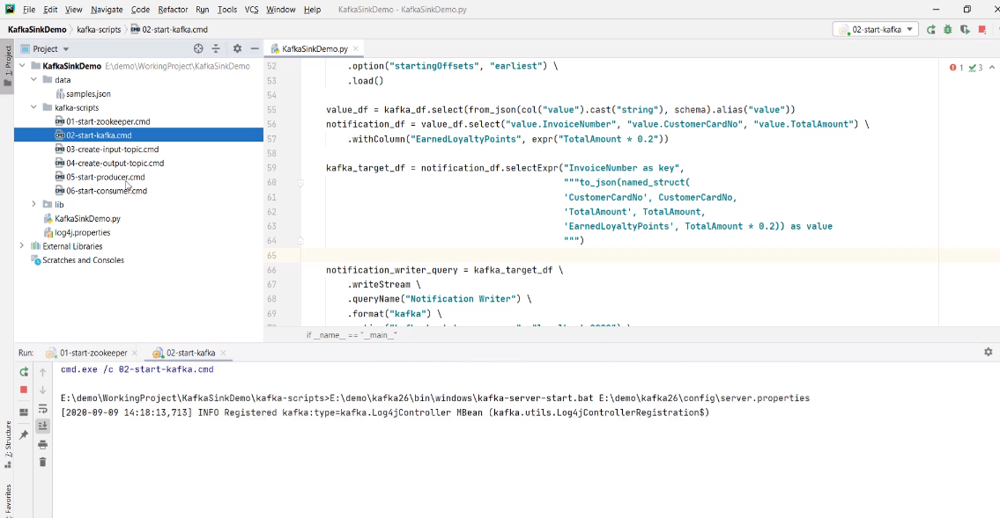 File Edit View Navigate Code Refactor Run Tools VCS Window Help KafkaSinkDemo - KafkaSinkDemo.py
KafkaSinkDemo kafka-scripts 02-start-kafka.cmd 02-start-kafka
1: Project
Project
KafkaSinkDemo.py
KafkaSinkDemo E:\demo\WorkingProject\KafkaSinkDemo
data
samples.json
kafka-scripts
01-start-zookeeper.cmd
02-start-kafka.cmd
03-create-input-topic.cmd
04-create-output-topic.cmd
05-start-producer.cmd
06-start-consumer.cmd
lib
KafkaSinkDemo.py
log4j.properties
External Libraries
Scratches and Consoles
1 3
52 .option("startingOffsets", "earliest") \
53 .load()
54
55 value_df = kafka_df.select(from_json(col("value").cast("string"), schema).alias("value"))
56 notification_df = value_df.select("value.InvoiceNumber", "value.CustomerCardNo", "value.TotalAmount") \
57 .withColumn("EarnedLoyaltyPoints", expr("TotalAmount * 0.2"))
58
59 kafka_target_df = notification_df.selectExpr("InvoiceNumber as key",
60 """to_json(named_struct(
61 'CustomerCardNo', CustomerCardNo,
62 'TotalAmount', TotalAmount,
63 'EarnedLoyaltyPoints', TotalAmount * 0.2)) as value
64 """)
65
66 notification_writer_query = kafka_target_df \
67 .writeStream \
68 .queryName("Notification Writer") \
69 .format("kafka") \
if __name__ == "__main__"
Run: 01-start-zookeeper 02-start-kafka
cmd.exe /c 02-start-kafka.cmd
E:\demo\WorkingProject\KafkaSinkDemo\kafka-scripts>E:\demo\kafka26\bin\windows\kafka-server-start.bat E:\demo\kafka26\config\server.properties
[2020-09-09 14:18:13,713] INFO Registered kafka:type=kafka.Log4jController MBean (kafka.utils.Log4jControllerRegistration$)
Z: Structure
Favorites